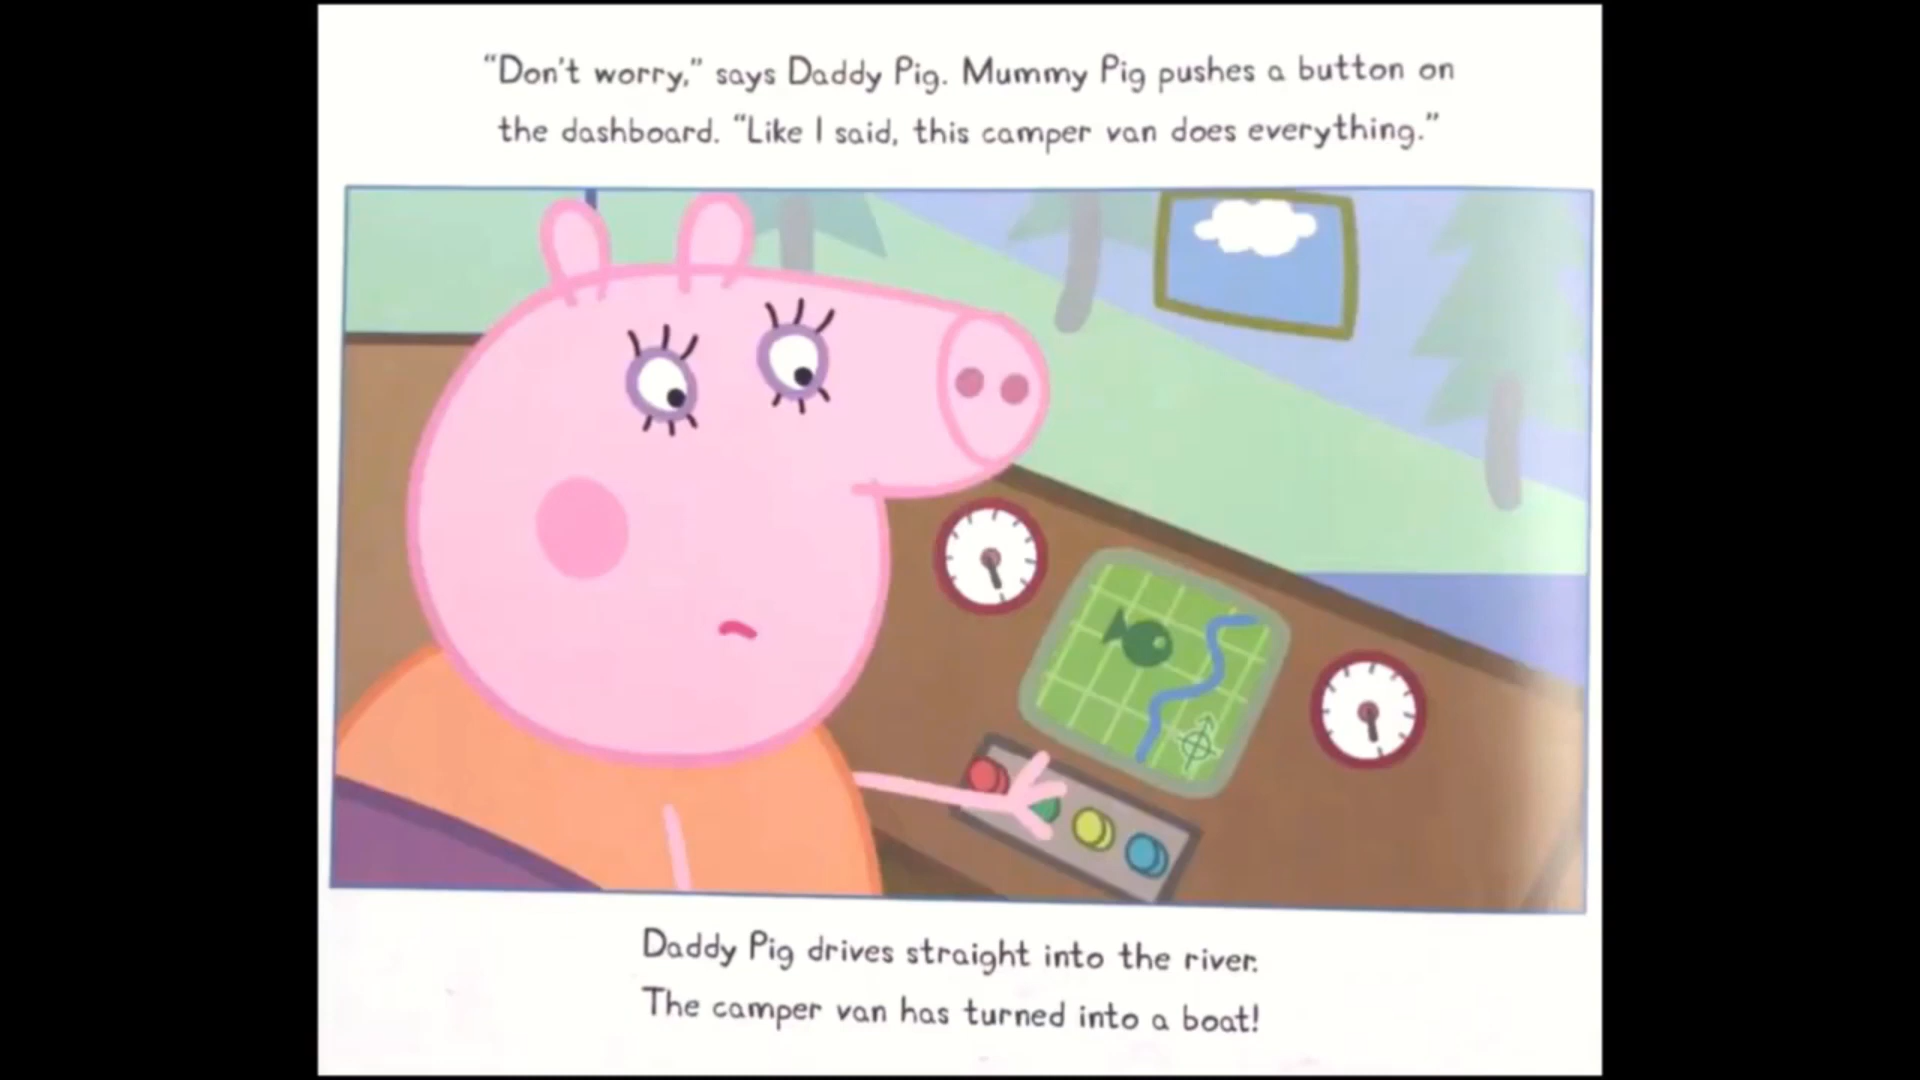 “Don't worry,” says Daddy Pig. Mummy Pig pushes a button on
the dashboard. “Like I said, this camper van does everything.”
Daddy Pig drives straight into the river.
The camper van has turned into a boat!